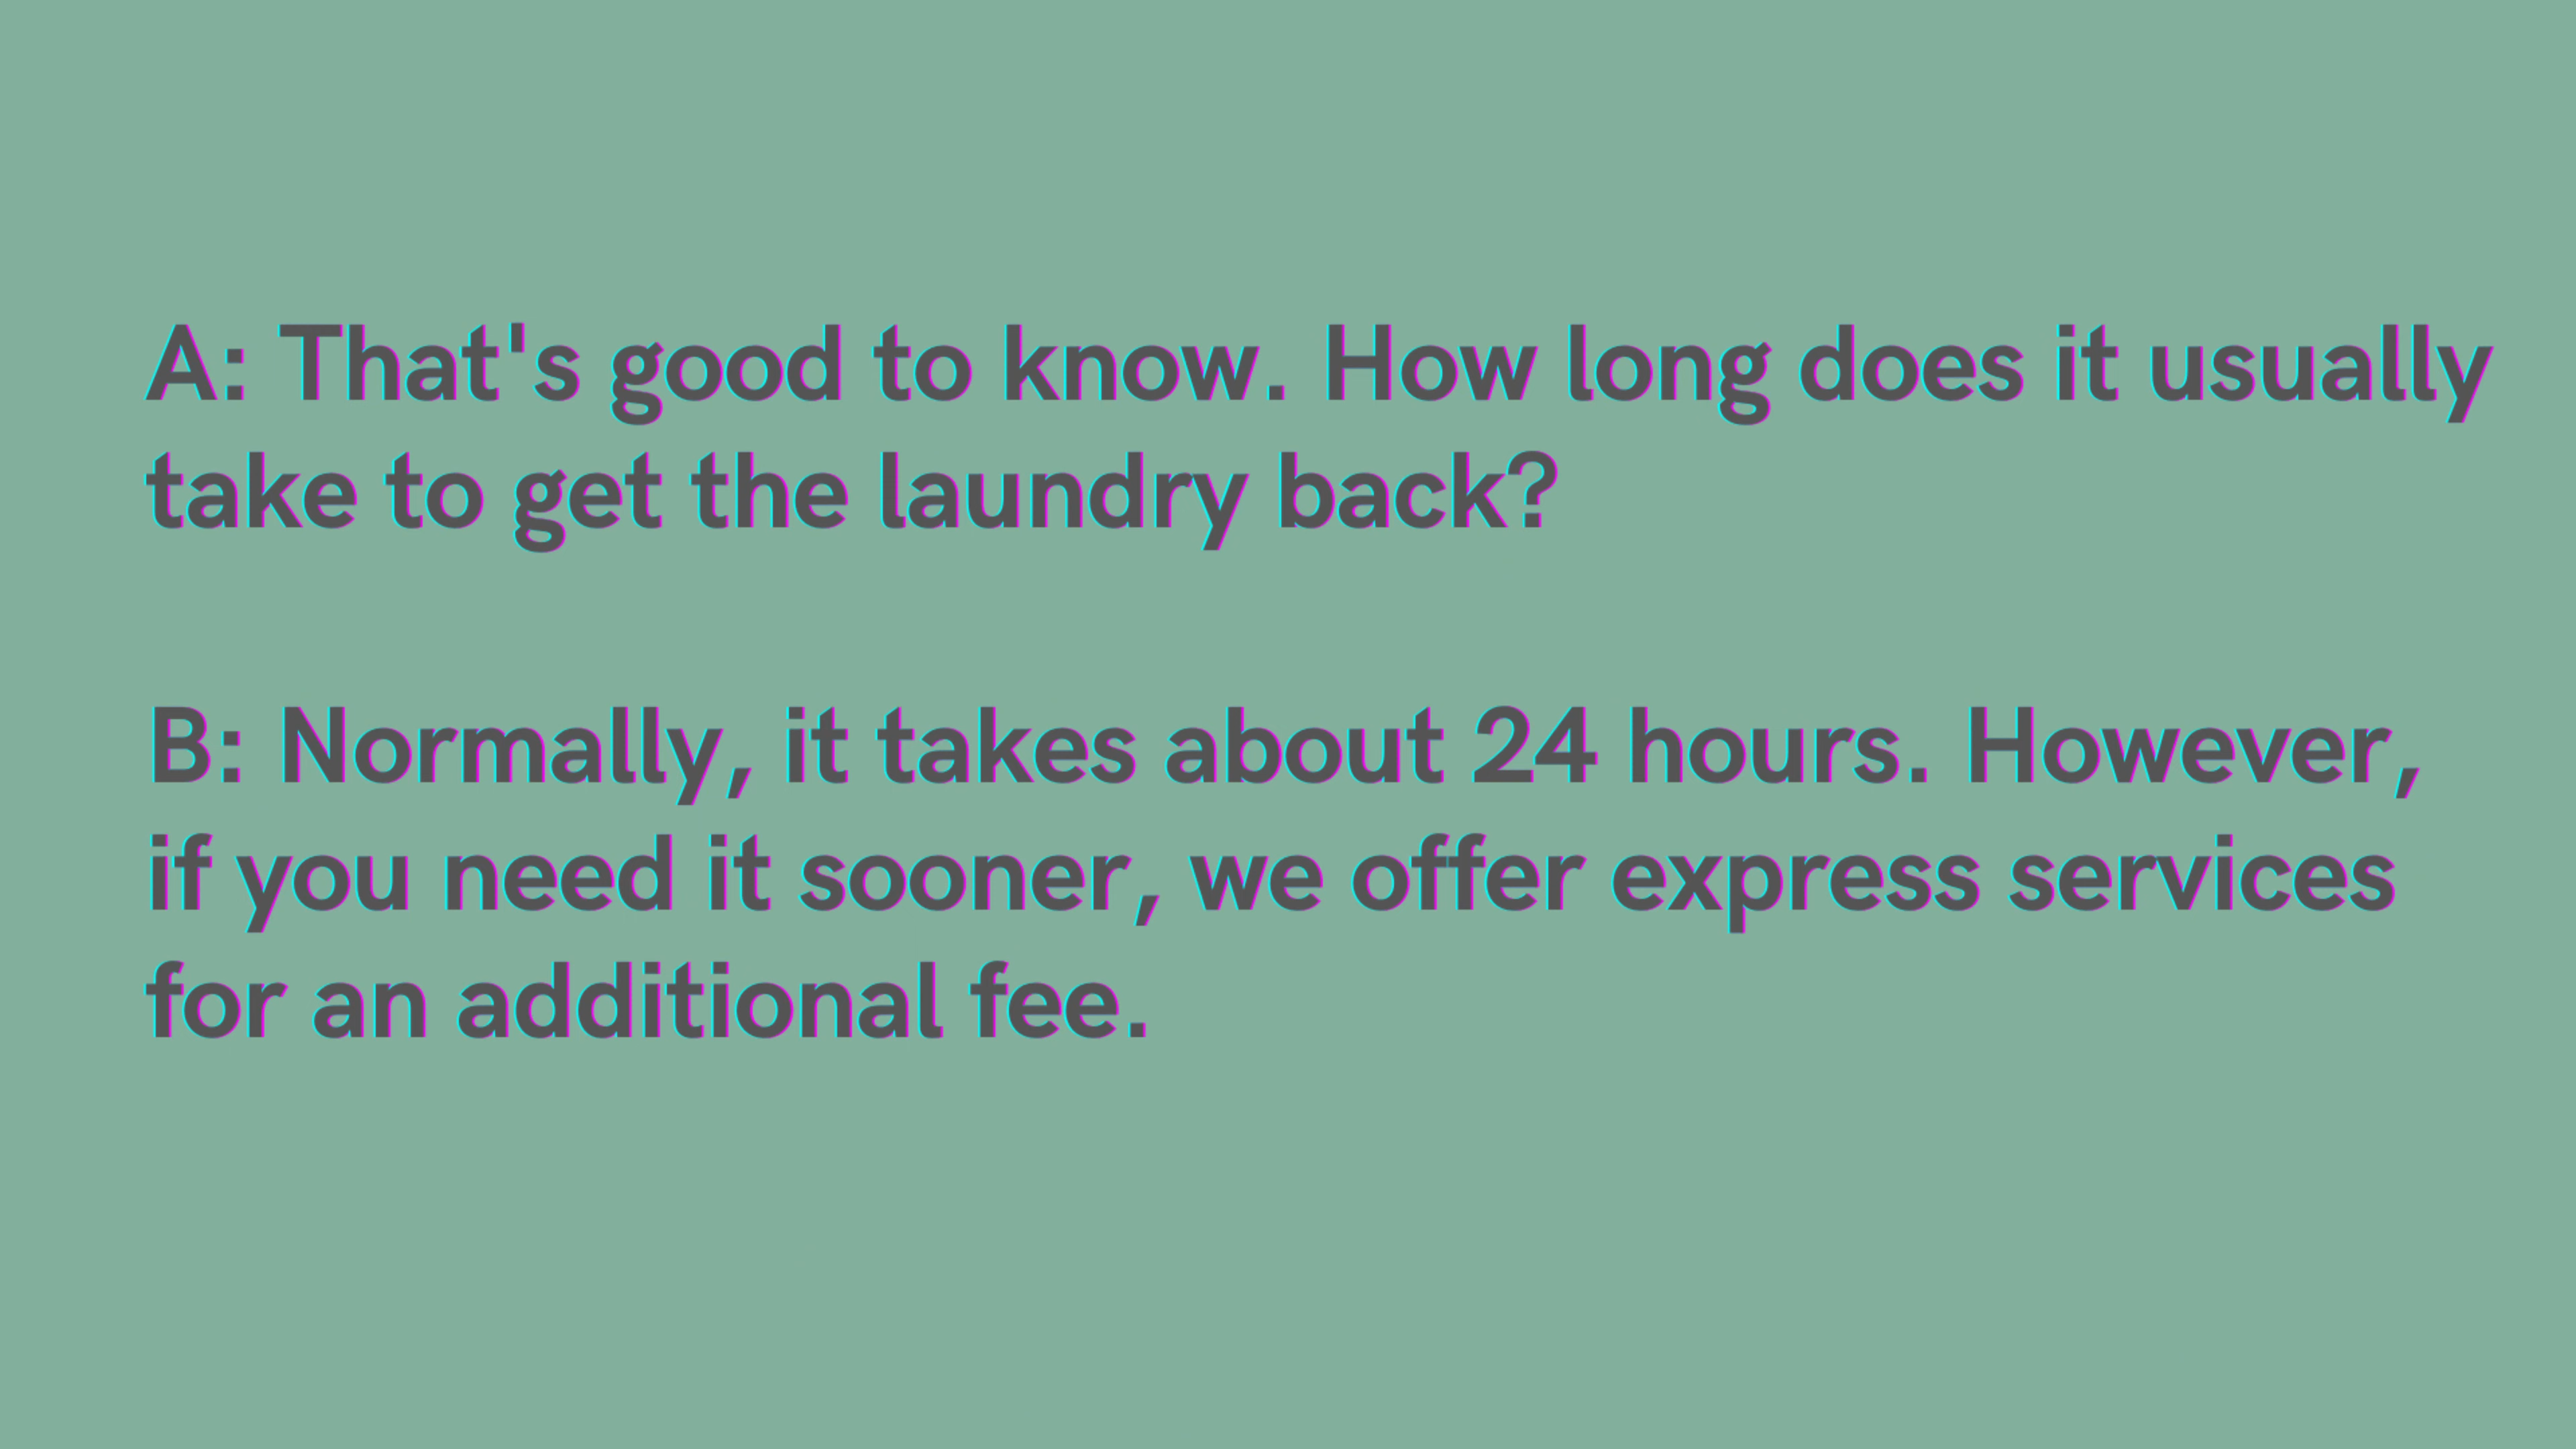 A: That's good to know. How long does it usually
take to get the laundry back?
B: Normally, it takes about 24 hours. However,
if you need it sooner, we offer express services
for an additional fee.